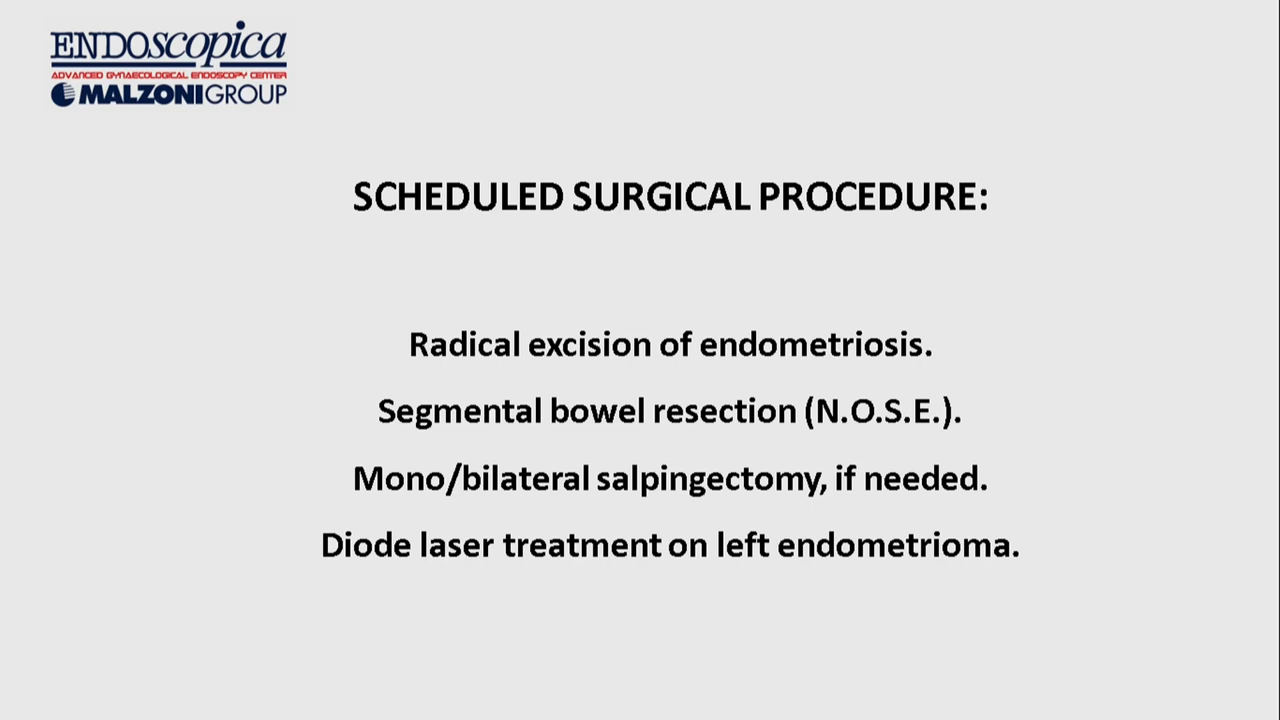 ENDOscopica
ADVANCED GYNAECOLOGICAL ENDOSCOPY CENTER
MALZONIGROUP
SCHEDULED SURGICAL PROCEDURE:
Radical excision of endometriosis.
Segmental bowel resection (N.O.S.E.).
Mono/bilateral salpingectomy, if needed.
Diode laser treatment on left endometrioma.